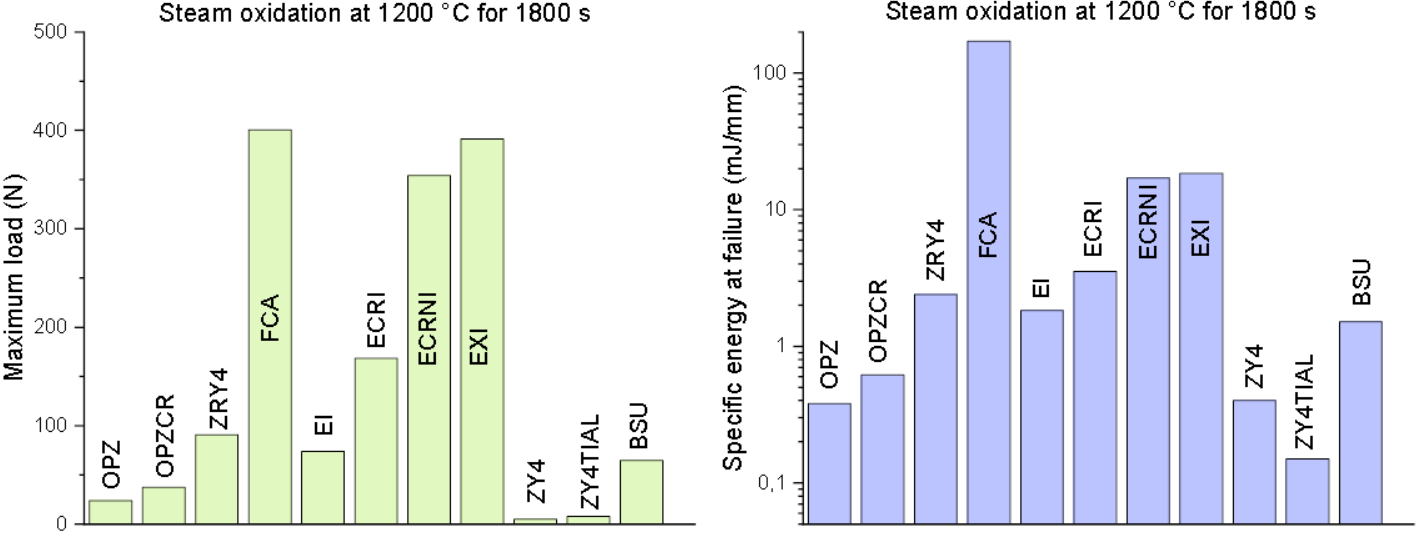 Steam oxidation at 1200 °C for 1800 s
Maximum load (N)
500
400
300
200
100
0
OPZ
OPZCR
ZRY4
FCA
EI
ECRI
ECRNI
EXI
ZY4
ZY4TIAL
BSU
Steam oxidation at 1200 °C for 1800 s
Specific energy at failure (mJ/mm)
100
10
1
0,1
OPZ
OPZCR
ZRY4
FCA
EI
ECRI
ECRNI
EXI
ZY4
ZY4TIAL
BSU